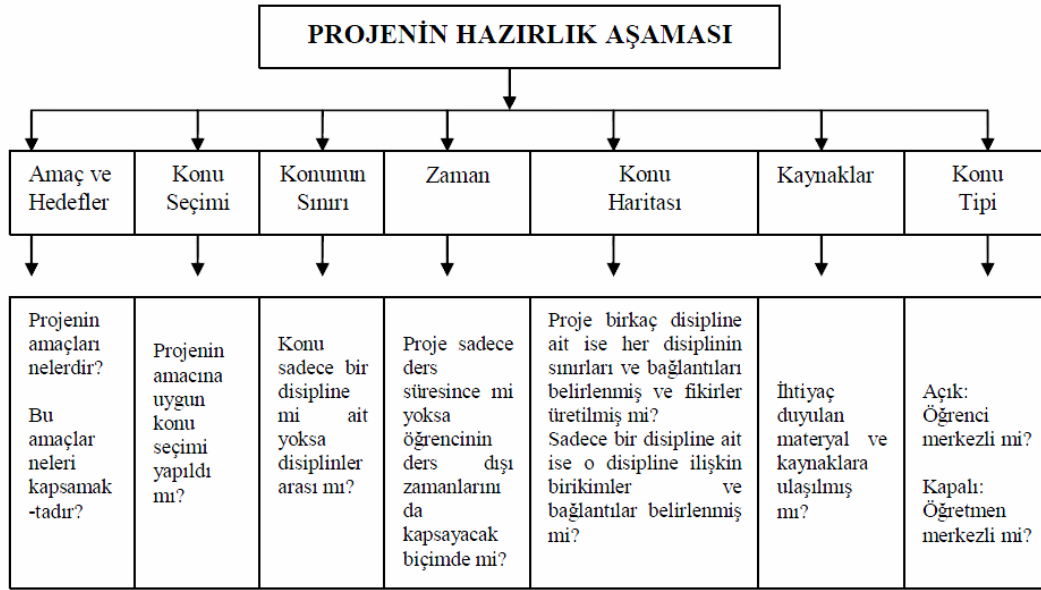 PROJENİN HAZIRLIK AŞAMASI
Amaç ve
Hedefler
Konu
Seçimi
Konunun
Sınırı
Zaman
Konu
Haritası
Kaynaklar
Konu
Tipi
Projenin
amaçları
nelerdir?
Bu
amaçlar
neleri
kapsamak
-tadır?
Projenin
amacına
uygun
konu
seçimi
yapıldı
mı?
Konu
sadece bir
disipline
mi ait
yoksa
disiplinler
arası mı?
Proje sadece
ders
süresince mi
yoksa
öğrencinin
ders dışı
zamanlarını
da
kapsayacak
biçimde mi?
Proje birkaç disipline
ait ise her disiplinin
sınırları ve bağlantıları
belirlenmiş ve fikirler
üretilmiş mi?
Sadece bir disipline ait
ise o disipline ilişkin
birikimler ve
bağlantılar belirlenmiş
mi?
İhtiyaç
duyulan
materyal ve
kaynaklara
ulaşılmış
mı?
Açık:
Öğrenci
merkezli mi?
Kapalı:
Öğretmen
merkezli mi?